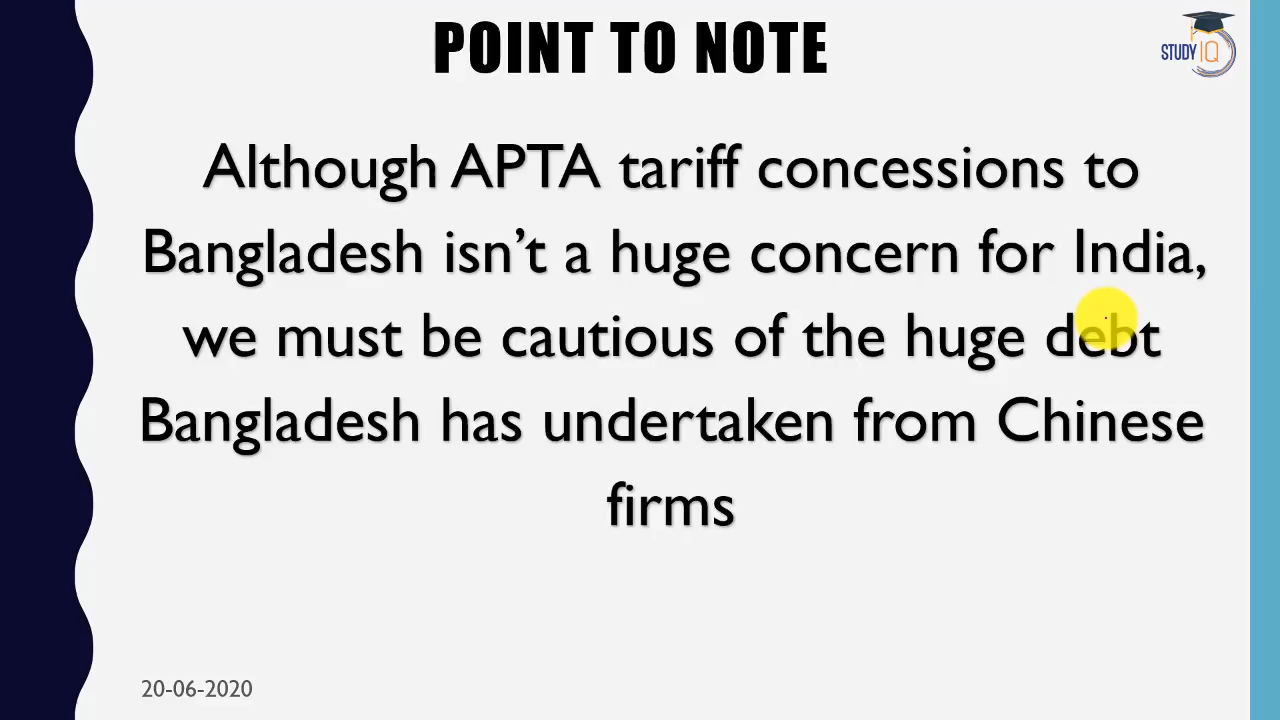 POINT TO NOTE
STUDY IQ
Although APTA tariff concessions to
Bangladesh isn’t a huge concern for India,
we must be cautious of the huge debt
Bangladesh has undertaken from Chinese
firms
20-06-2020